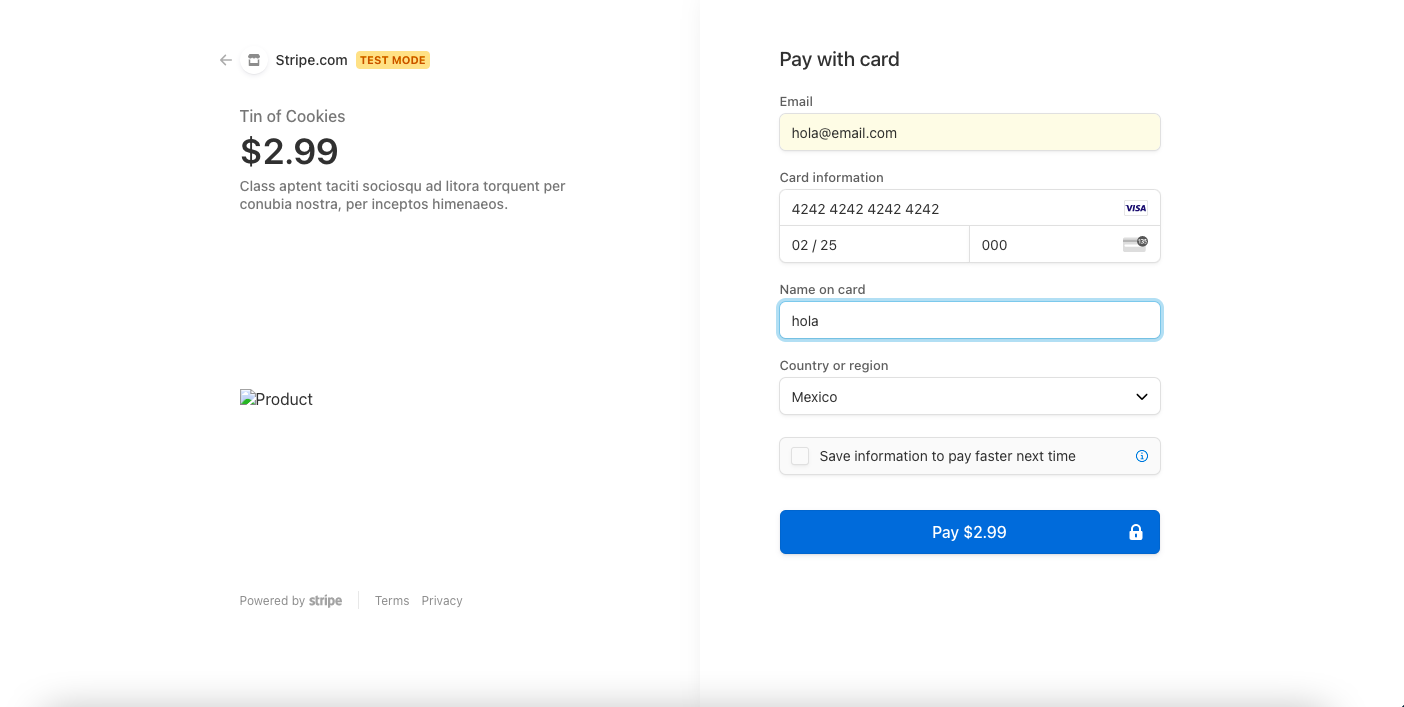 Stripe.com TEST MODE
Tin of Cookies
$2.99
Class aptent taciti sociosqu ad litora torquent per
conubia nostra, per inceptos himenaeos.
Product
Powered by stripe
Terms Privacy
Pay with card
Email
hola@email.com
Card information
4242 4242 4242 4242 VISA
02 / 25 000 135
Name on card
hola
Country or region
Mexico
Save information to pay faster next time
Pay $2.99